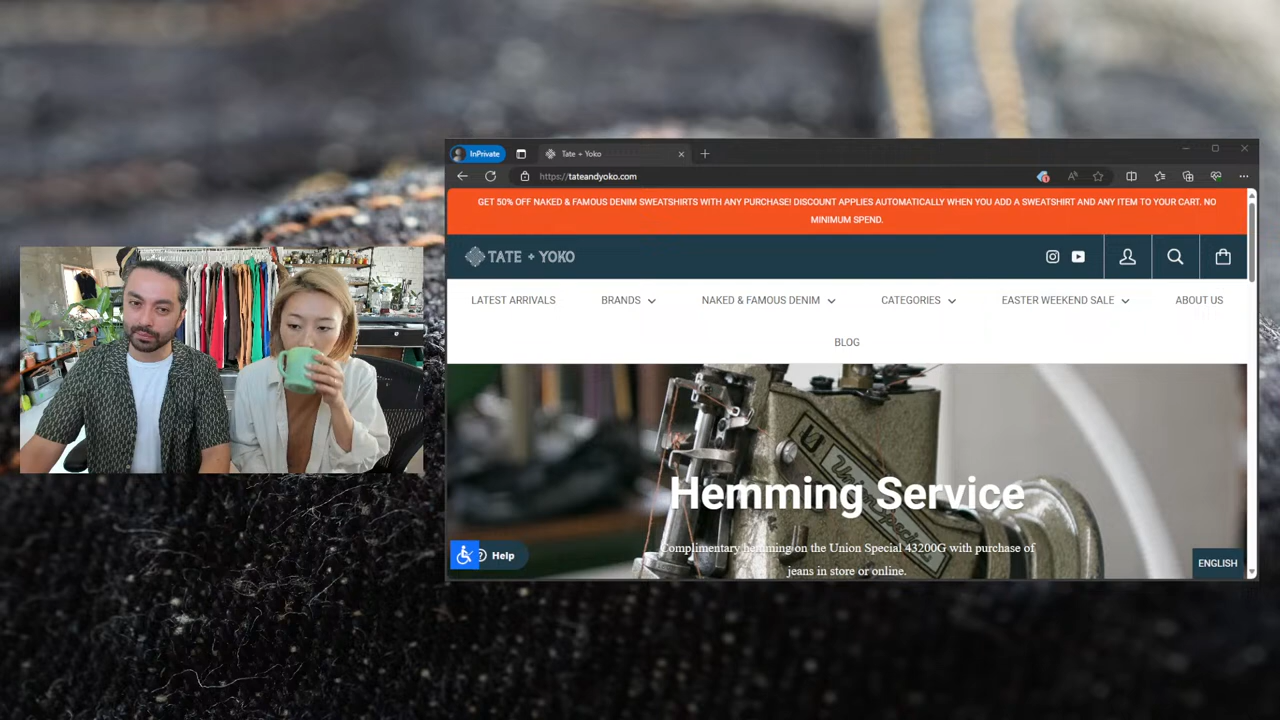 InPrivate
Tate + Yoko
https://tateandyoko.com
GET 50% OFF NAKED & FAMOUS DENIM SWEATSHIRTS WITH ANY PURCHASE! DISCOUNT APPLIES AUTOMATICALLY WHEN YOU ADD A SWEATSHIRT AND ANY ITEM TO YOUR CART. NO
MINIMUM SPEND.
TATE + YOKO
LATEST ARRIVALS
BRANDS
NAKED & FAMOUS DENIM
CATEGORIES
EASTER WEEKEND SALE
ABOUT US
BLOG
Union Special
Hemming Service
Complimentary hemming on the Union Special 43200G with purchase of
jeans in store or online.
Help
ENGLISH